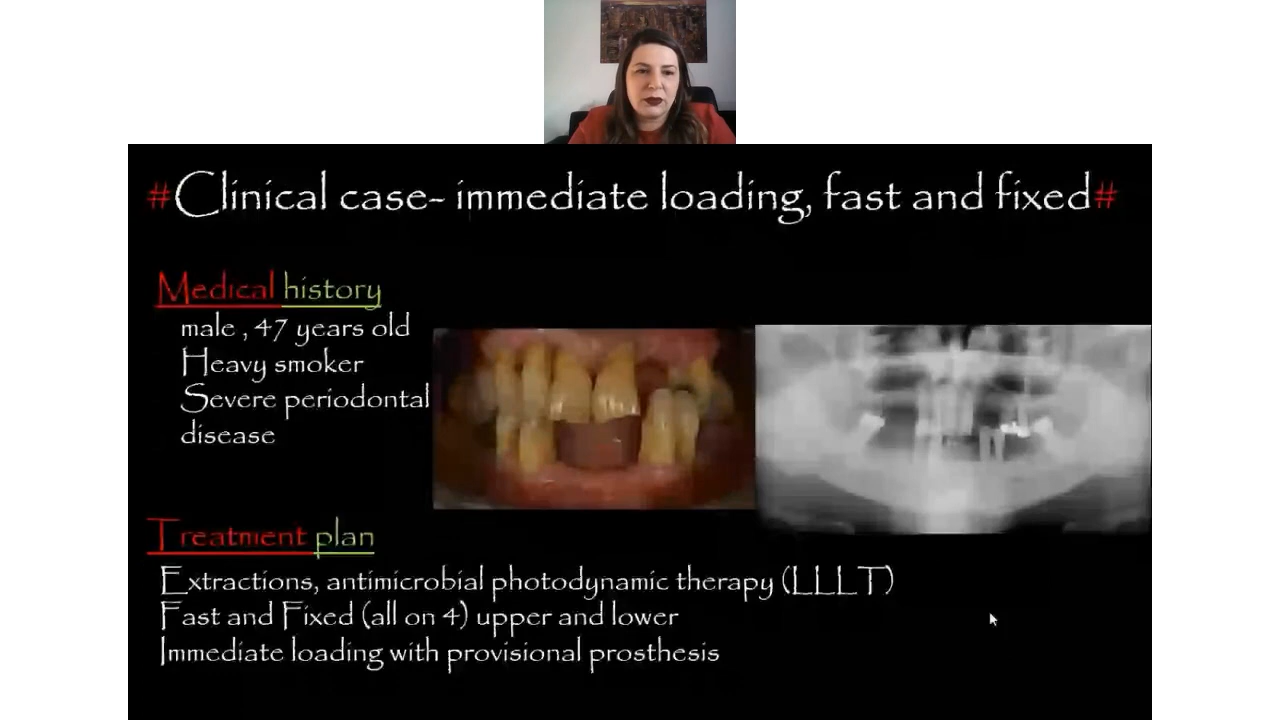 #Clinical case- immediate loading, fast and fixed#
Medical history
male , 47 years old
Heavy smoker
Severe periodontal
disease
Treatment plan
Extractions, antimicrobial photodynamic therapy (LLLT)
Fast and Fixed (all on 4) upper and lower
Immediate loading with provisional prosthesis